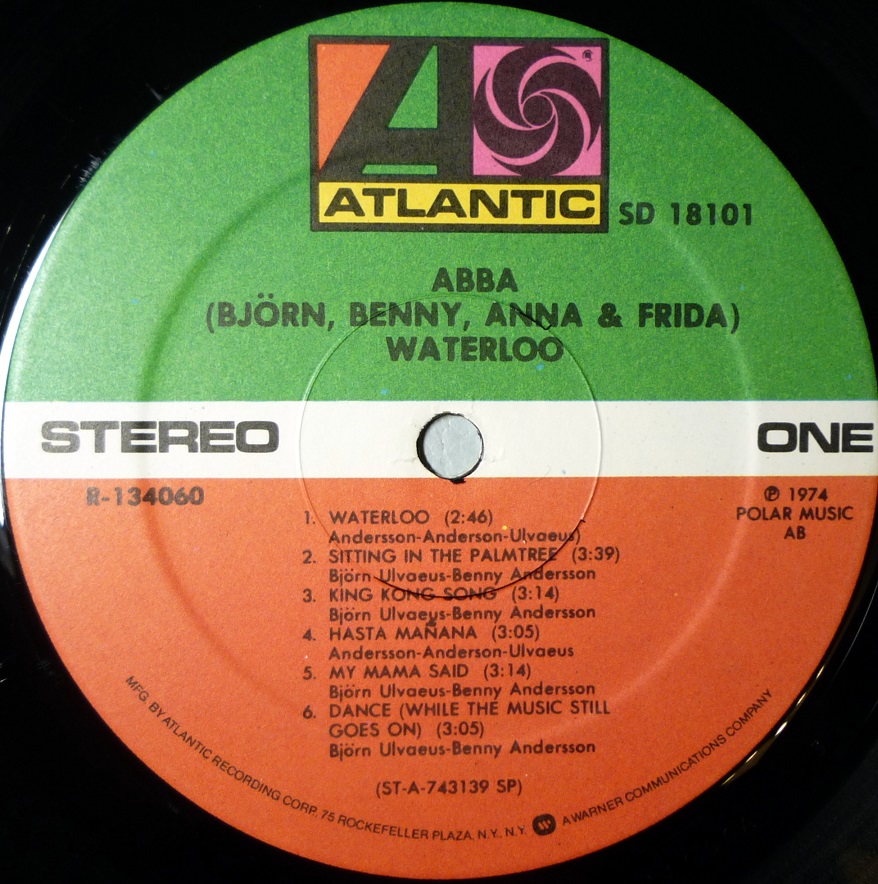 ATLANTIC
SD 18101
ABBA
(BJÖRN, BENNY, ANNA & FRIDA)
WATERLOO
STEREO
ONE
R-134060
℗ 1974
POLAR MUSIC
AB
1. WATERLOO (2:46)
Andersson-Anderson-Ulvaeus)
2. SITTING IN THE PALMTREE (3:39)
Björn Ulvaeus-Benny Andersson
3. KING KONG SONG (3:14)
Björn Ulvaeus-Benny Andersson
4. HASTA MAÑANA (3:05)
Andersson-Anderson-Ulvaeus
5. MY MAMA SAID (3:14)
Björn Ulvaeus-Benny Andersson
6. DANCE (WHILE THE MUSIC STILL
GOES ON) (3:05)
Björn Ulvaeus-Benny Andersson
(ST-A-743139 SP)
MFG. BY ATLANTIC RECORDING CORP. 75 ROCKEFELLER PLAZA, N.Y., N.Y. A WARNER COMMUNICATIONS COMPANY